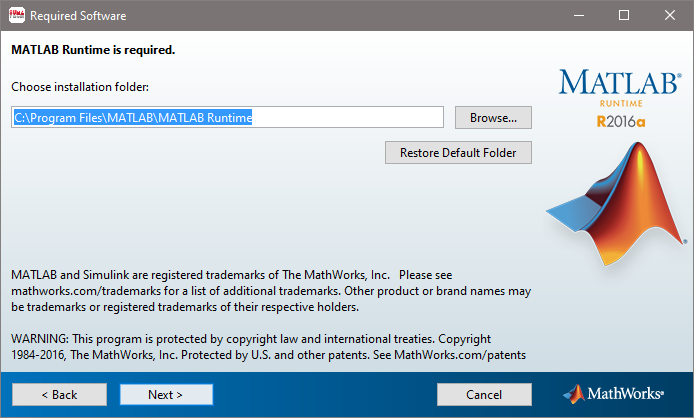 Required Software
MATLAB Runtime is required.
Choose installation folder:
C:\Program Files\MATLAB\MATLAB Runtime
Browse...
Restore Default Folder
MATLAB®
RUNTIME
R2016a
®
MATLAB and Simulink are registered trademarks of The MathWorks, Inc.   Please see
mathworks.com/trademarks for a list of additional trademarks. Other product or brand names may
be trademarks or registered trademarks of their respective holders.
WARNING: This program is protected by copyright law and international treaties. Copyright
1984-2016, The MathWorks, Inc. Protected by U.S. and other patents. See MathWorks.com/patents
< Back
Next >
Cancel
MathWorks®